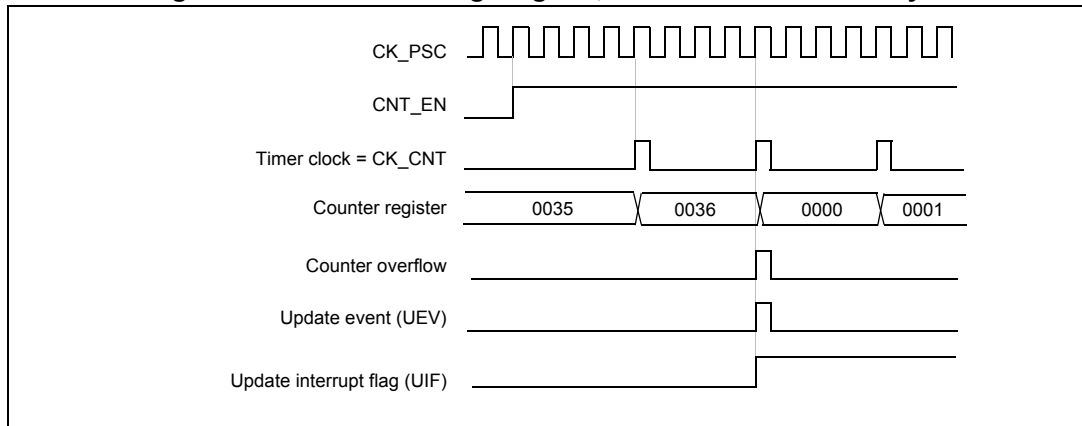 CK_PSC
CNT_EN
Timer clock = CK_CNT
Counter register 0035 0036 0000 0001
Counter overflow
Update event (UEV)
Update interrupt flag (UIF)